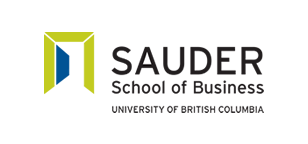 SAUDER
School of Business
UNIVERSITY OF BRITISH COLUMBIA